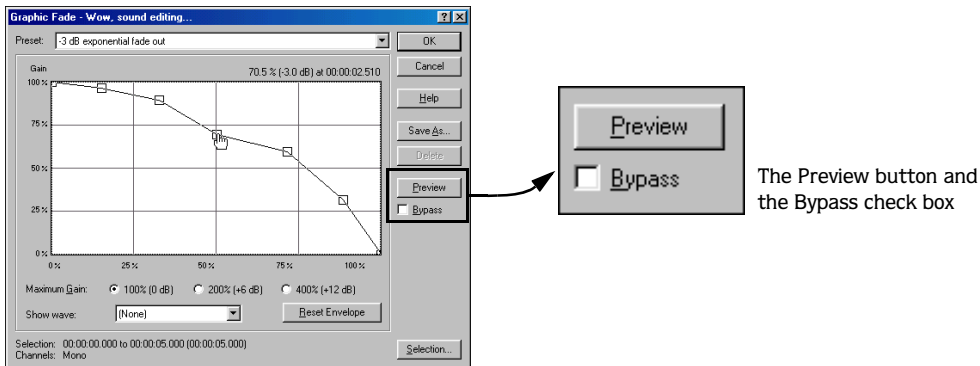 Graphic Fade - Wow, sound editing...
Preset: -3 dB exponential fade out
OK
Cancel
Help
Save As...
Delete
Preview
Bypass
Gain
70.5 % (-3.0 dB) at 00:00:02.510
100 %
75 %
50 %
25 %
0 %
0 % 25 % 50 % 75 % 100 %
Maximum Gain: 100% (0 dB) 200% (+6 dB) 400% (+12 dB)
Show wave: (None) Reset Envelope
Selection: 00:00:00.000 to 00:00:05.000 (00:00:05.000)
Channels: Mono
Selection...
Preview
Bypass
The Preview button and
the Bypass check box